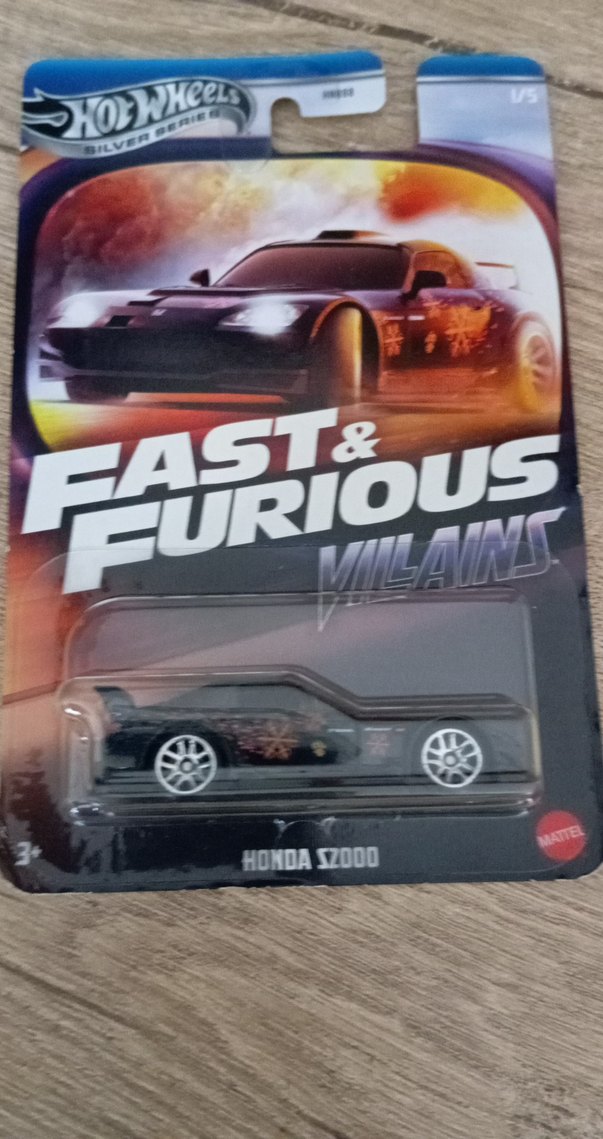 Hot Wheels
SILVER SERIES
1/5
FAST &
FURIOUS
VILLAINS
3+
HONDA S2000
MATTEL